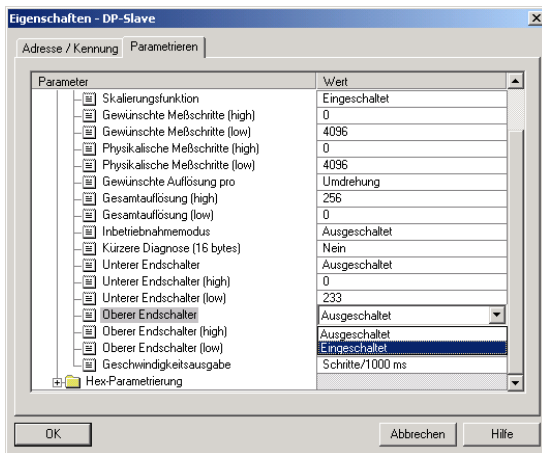 Eigenschaften - DP-Slave
Adresse / Kennung Parametrieren
Parameter Wert
Skalierungsfunktion Eingeschaltet
Gewünschte Meßschritte (high) 0
Gewünschte Meßschritte (low) 4096
Physikalische Meßschritte (high) 0
Physikalische Meßschritte (low) 4096
Gewünschte Auflösung pro Umdrehung
Gesamtauflösung (high) 256
Gesamtauflösung (low) 0
Inbetriebnahmemodus Ausgeschaltet
Kürzere Diagnose (16 bytes) Nein
Unterer Endschalter Ausgeschaltet
Unterer Endschalter (high) 0
Unterer Endschalter (low) 233
Oberer Endschalter Ausgeschaltet
Oberer Endschalter (high) Ausgeschaltet
Oberer Endschalter (low) Eingeschaltet
Geschwindigkeitsausgabe Schritte/1000 ms
Hex-Parametrierung
OK Abbrechen Hilfe